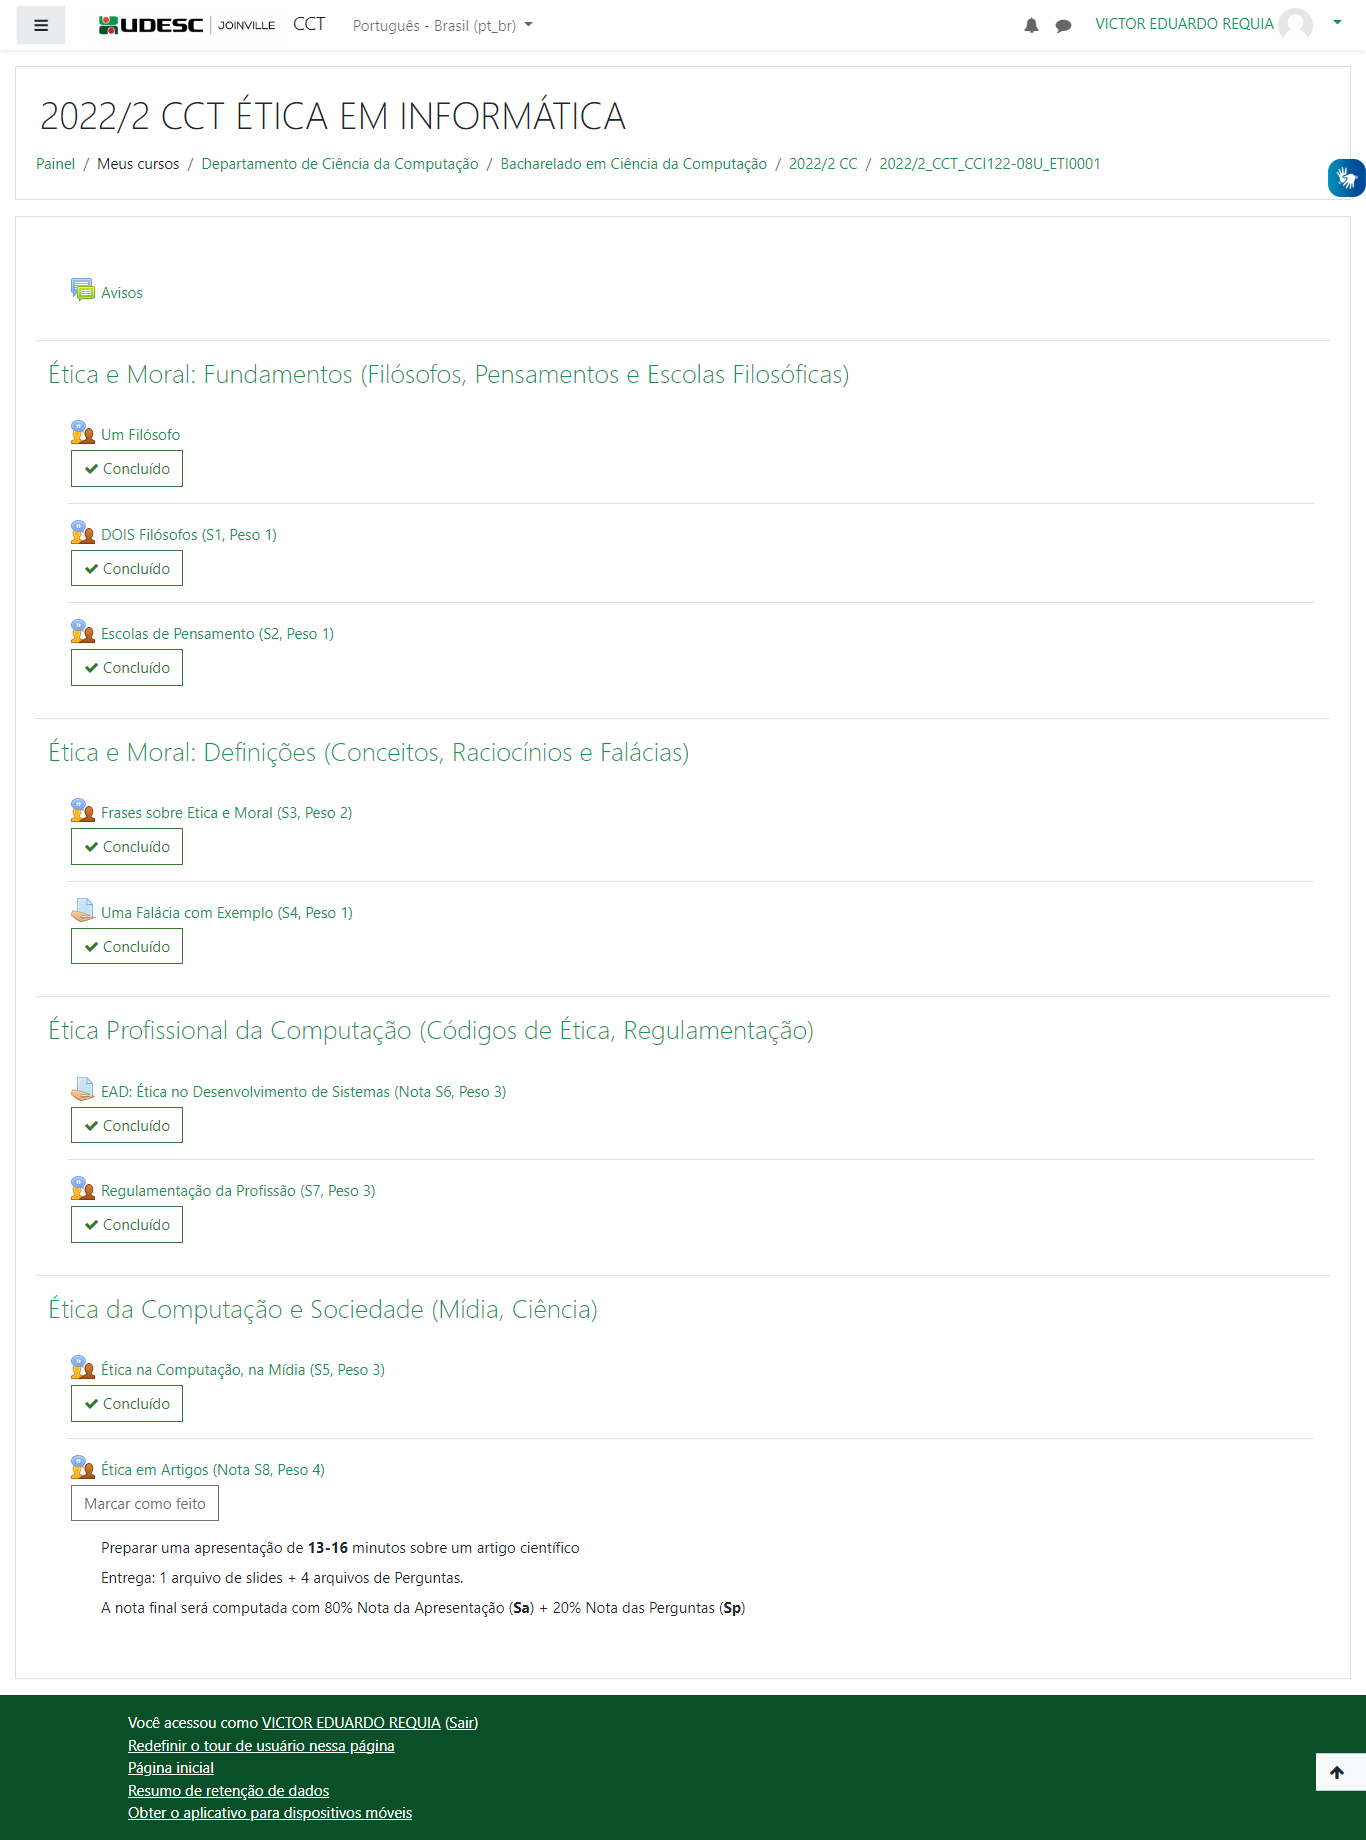 UDESC JOINVILLE CCT Português - Brasil (pt_br) VICTOR EDUARDO REQUIA
2022/2 CCT ÉTICA EM INFORMÁTICA
Painel / Meus cursos / Departamento de Ciência da Computação / Bacharelado em Ciência da Computação / 2022/2 CC / 2022/2_CCT_CCI122-08U_ETI0001
Avisos
Ética e Moral: Fundamentos (Filósofos, Pensamentos e Escolas Filosóficas)
Um Filósofo
Concluído
DOIS Filósofos (S1, Peso 1)
Concluído
Escolas de Pensamento (S2, Peso 1)
Concluído
Ética e Moral: Definições (Conceitos, Raciocínios e Falácias)
Frases sobre Etica e Moral (S3, Peso 2)
Concluído
Uma Falácia com Exemplo (S4, Peso 1)
Concluído
Ética Profissional da Computação (Códigos de Ética, Regulamentação)
EAD: Ética no Desenvolvimento de Sistemas (Nota S6, Peso 3)
Concluído
Regulamentação da Profissão (S7, Peso 3)
Concluído
Ética da Computação e Sociedade (Mídia, Ciência)
Ética na Computação, na Mídia (S5, Peso 3)
Concluído
Ética em Artigos (Nota S8, Peso 4)
Marcar como feito
Preparar uma apresentação de 13-16 minutos sobre um artigo científico
Entrega: 1 arquivo de slides + 4 arquivos de Perguntas.
A nota final será computada com 80% Nota da Apresentação (Sa) + 20% Nota das Perguntas (Sp)
Você acessou como VICTOR EDUARDO REQUIA (Sair)
Redefinir o tour de usuário nessa página
Página inicial
Resumo de retenção de dados
Obter o aplicativo para dispositivos móveis